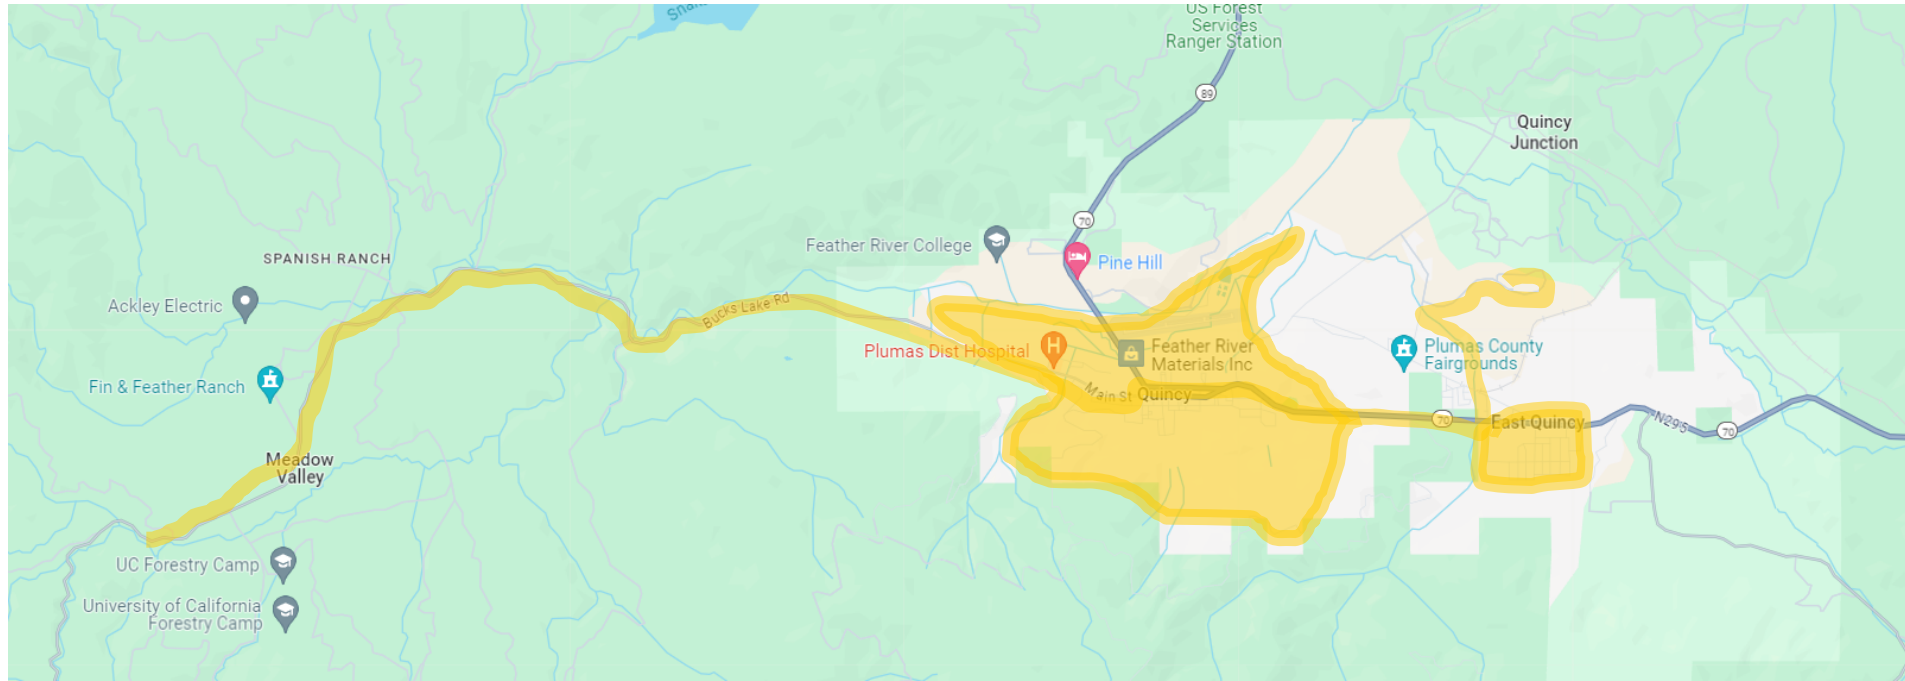 US Forest
Services
Ranger Station
89
Quincy
Junction
70
Feather River College
Pine Hill
SPANISH RANCH
Ackley Electric
Bucks Lake Rd
Plumas Dist Hospital
H
Feather River
Materials Inc
Plumas County
Fairgrounds
Fin & Feather Ranch
Main St
Quincy
70
East Quincy
N295
70
Meadow
Valley
UC Forestry Camp
University of California
Forestry Camp